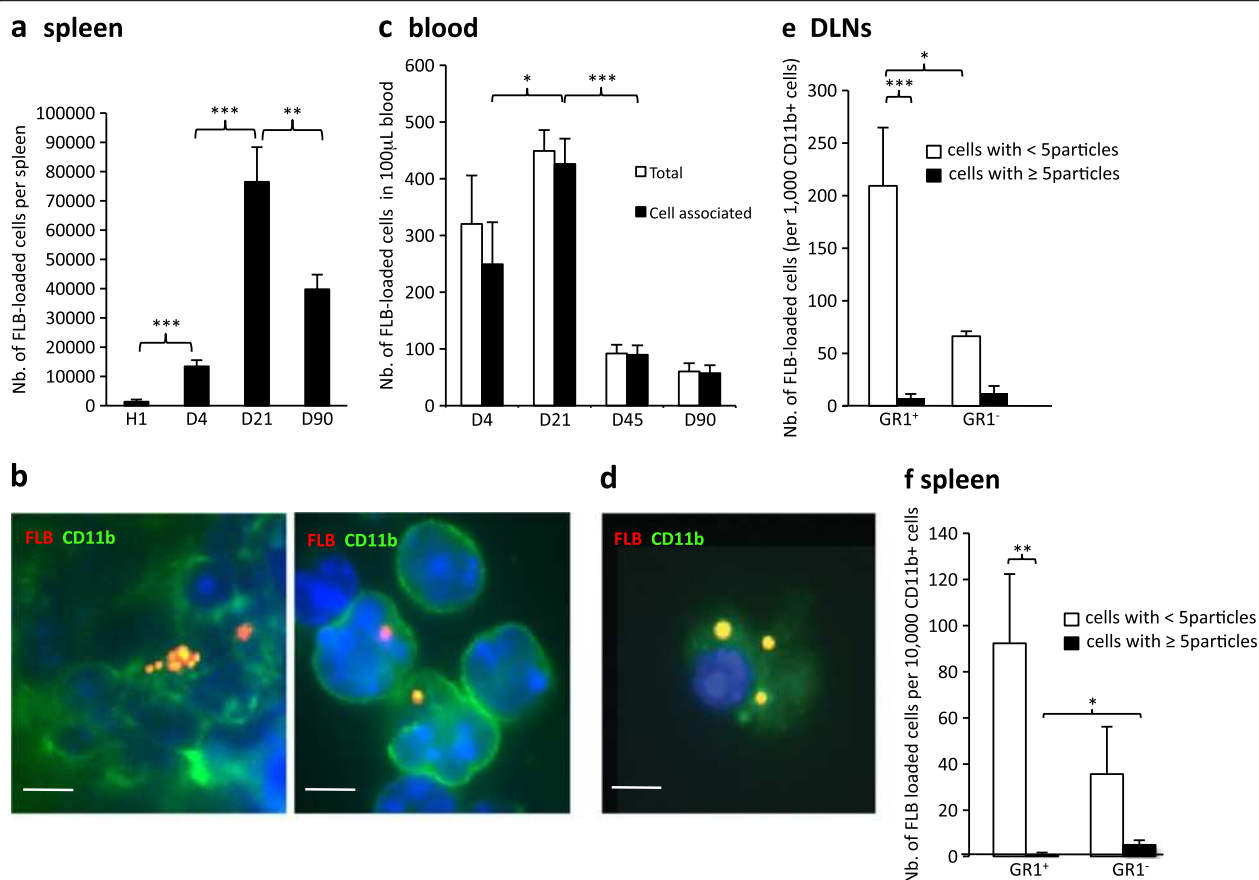 a spleen
Nb. of FLB-loaded cells per spleen
100000
90000
80000
70000
60000
50000
40000
30000
20000
10000
0
***
***
**
H1 D4 D21 D90
c blood
Nb. of FLB-loaded cells in 100µL blood
600
500
400
300
200
100
0
*
***
Total
Cell associated
D4 D21 D45 D90
e DLNs
Nb. of FLB-loaded cells (per 1,000 CD11b+ cells)
300
250
200
150
100
50
0
*
***
cells with < 5particles
cells with ≥ 5particles
GR1⁺ GR1⁻
b
FLB CD11b
FLB CD11b
d
FLB CD11b
f spleen
Nb. of FLB loaded cells per 10,000 CD11b+ cells
140
120
100
80
60
40
20
0
**
*
cells with < 5particles
cells with ≥ 5particles
GR1⁺ GR1⁻